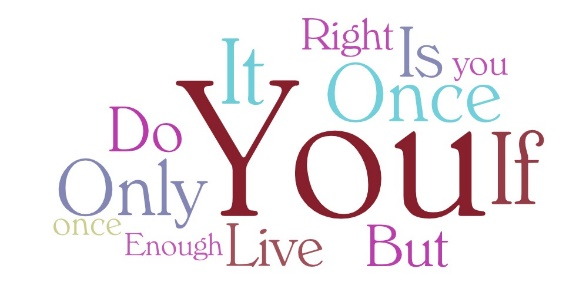 Right
It
Is
you
Once
You
Do
If
Only
once
Enough
Live
But